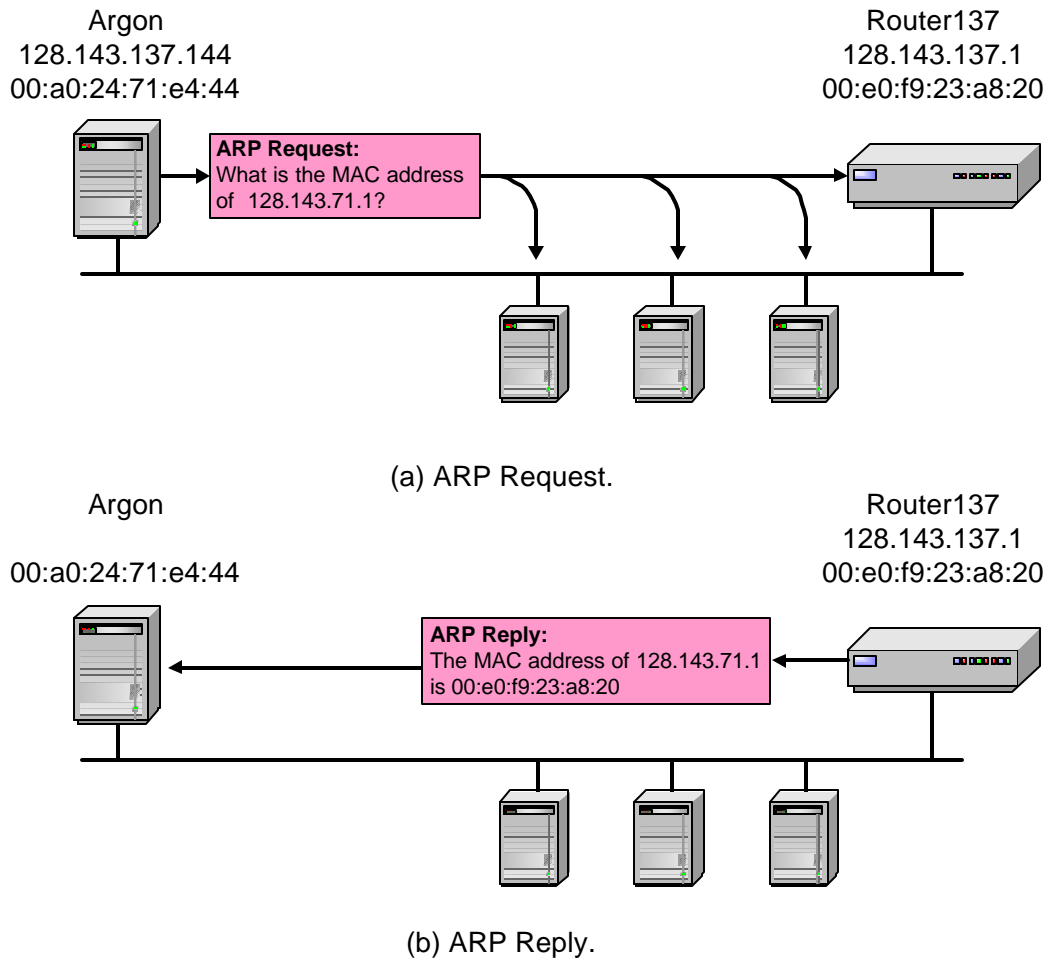 Argon
128.143.137.144
00:a0:24:71:e4:44
Router137
128.143.137.1
00:e0:f9:23:a8:20
ARP Request:
What is the MAC address
of 128.143.71.1?
(a) ARP Request.
Argon
00:a0:24:71:e4:44
Router137
128.143.137.1
00:e0:f9:23:a8:20
ARP Reply:
The MAC address of 128.143.71.1
is 00:e0:f9:23:a8:20
(b) ARP Reply.